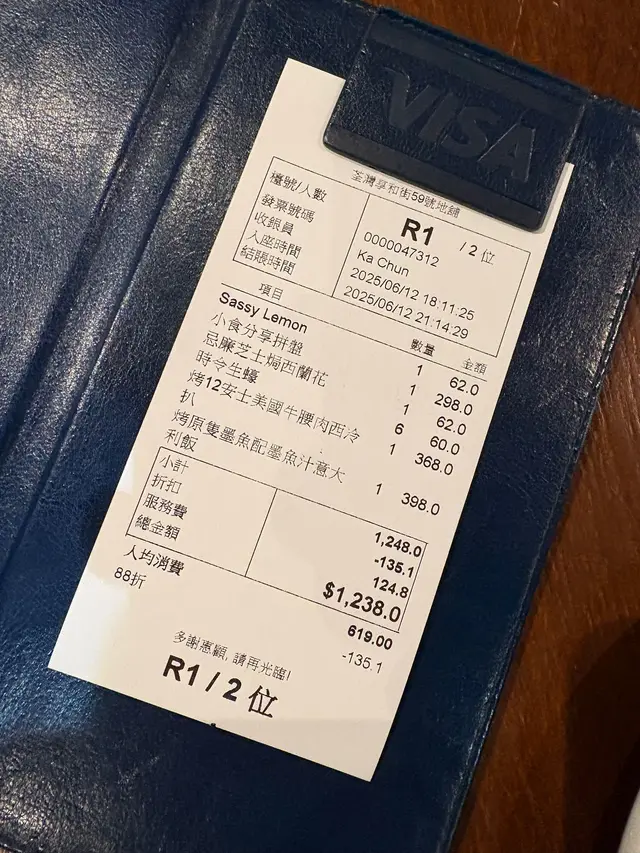 VISA
荃灣享和街59號地舖
檯號/人數 R1 / 2 位
發票號碼 0000047312
收銀員 Ka Chun
入座時間 2025/06/12 18:11:25
結賬時間 2025/06/12 21:14:29
項目 數量 金額
Sassy Lemon 1 62.0
小食分享拼盤 1 298.0
忌廉芝士焗西蘭花 1 62.0
時令生蠔 6 60.0
烤12安士美國牛腰肉西冷 1 368.0
扒
烤原隻墨魚配墨魚汁意大 1 398.0
利飯
小計 1,248.0
折扣 -135.1
服務費 124.8
總金額 $1,238.0
人均消費 619.00
88折 -135.1
多謝惠顧, 請再光臨!
R1 / 2 位